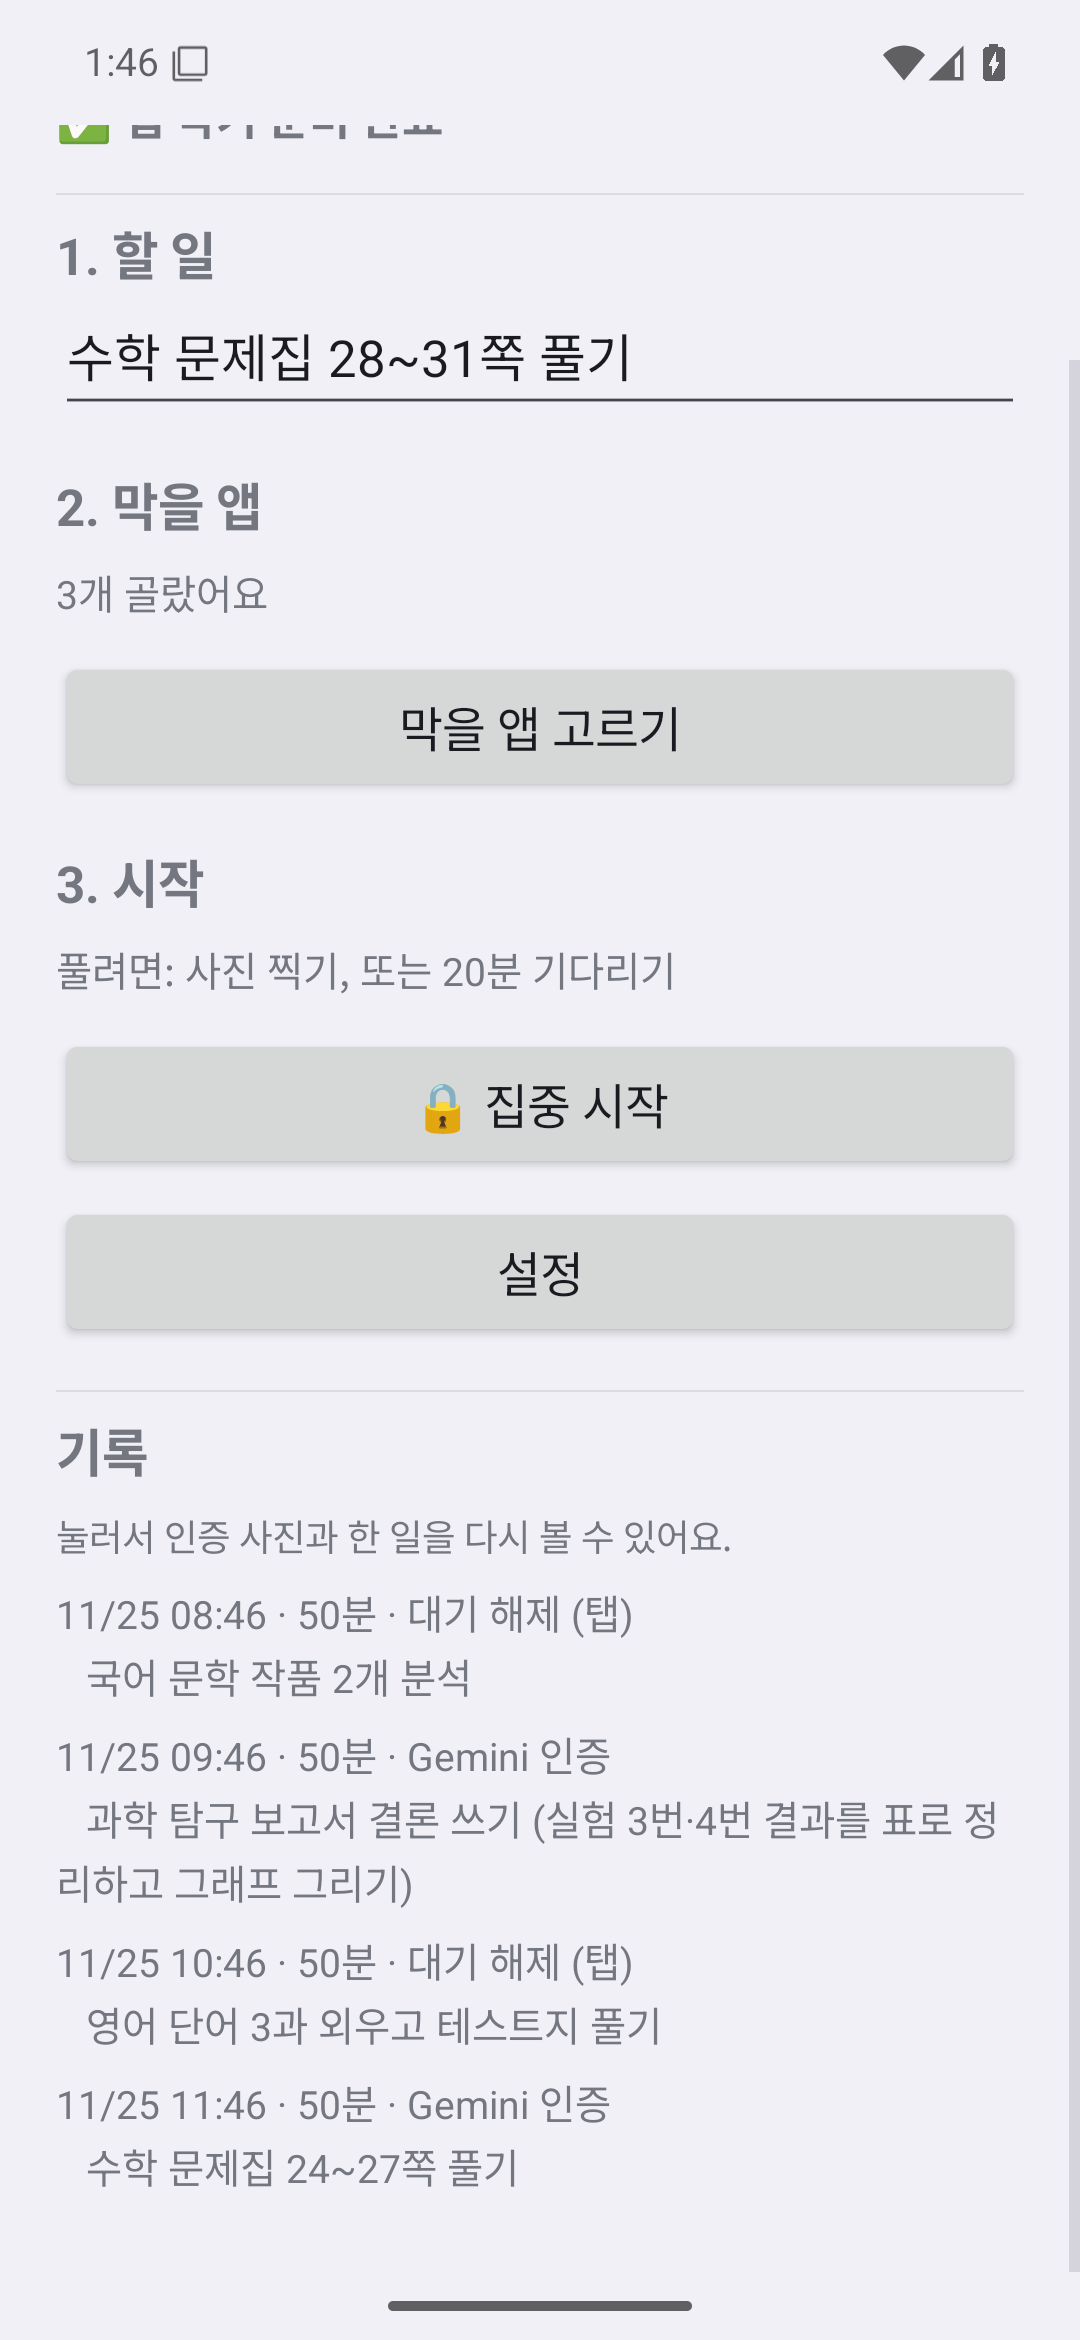 1:46
1. 할 일
수학 문제집 28~31쪽 풀기
2. 막을 앱
3개 골랐어요
막을 앱 고르기
3. 시작
풀려면: 사진 찍기, 또는 20분 기다리기
🔒 집중 시작
설정
기록
눌러서 인증 사진과 한 일을 다시 볼 수 있어요.
11/25 08:46 · 50분 · 대기 해제 (탭)
국어 문학 작품 2개 분석
11/25 09:46 · 50분 · Gemini 인증
과학 탐구 보고서 결론 쓰기 (실험 3번·4번 결과를 표로 정
리하고 그래프 그리기)
11/25 10:46 · 50분 · 대기 해제 (탭)
영어 단어 3과 외우고 테스트지 풀기
11/25 11:46 · 50분 · Gemini 인증
수학 문제집 24~27쪽 풀기